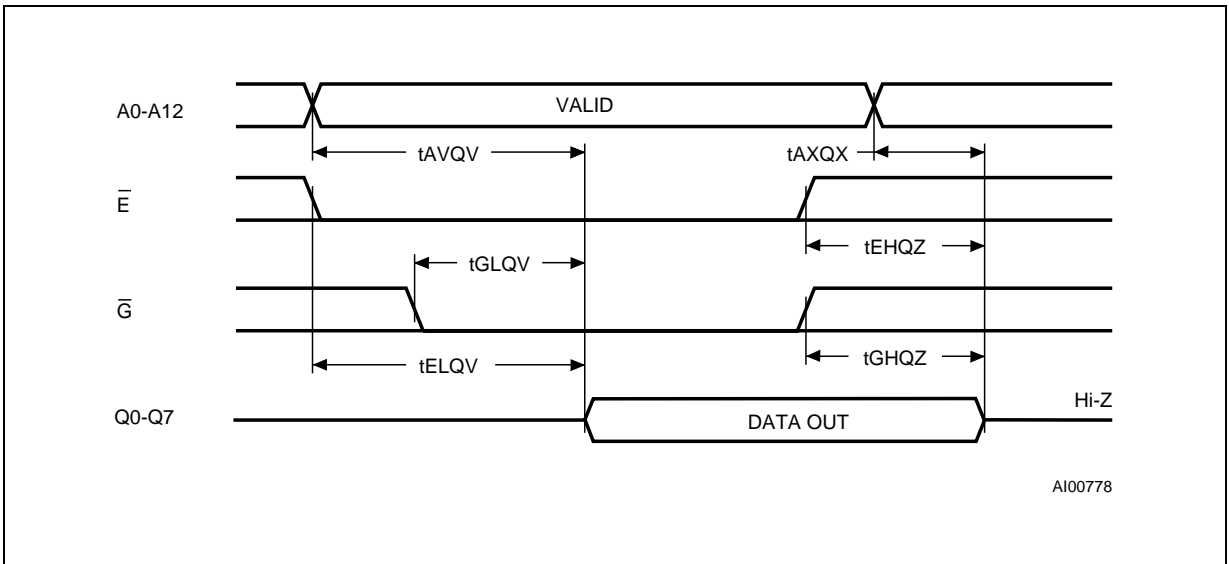 A0-A12
VALID
tAVQV
tAXQX
E̅
tEHQZ
tGLQV
G̅
tGHQZ
tELQV
Hi-Z
Q0-Q7
DATA OUT
AI00778